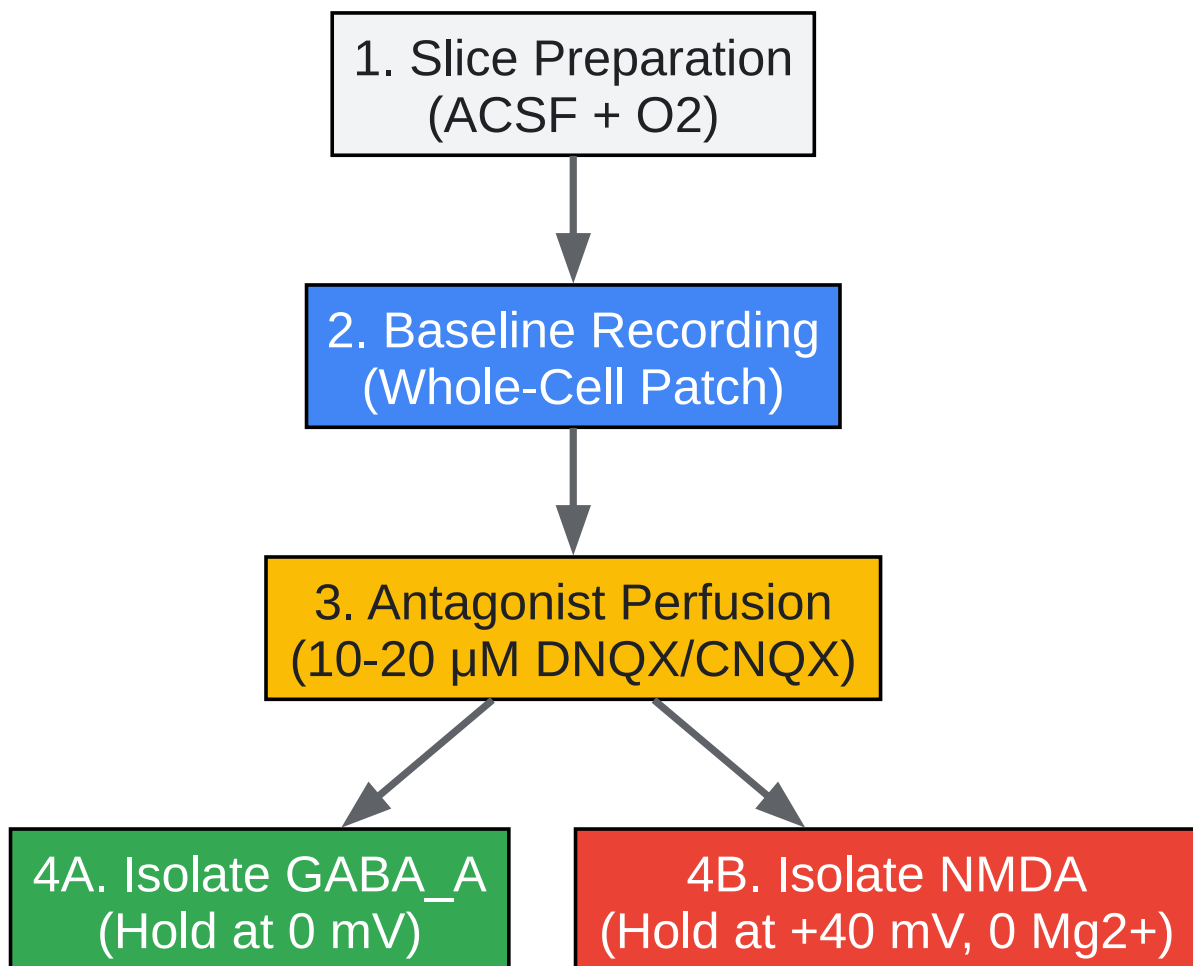 1. Slice Preparation
(ACSF + O2)
2. Baseline Recording
(Whole-Cell Patch)
3. Antagonist Perfusion
(10-20 μM DNQX/CNQX)
4A. Isolate GABA_A
(Hold at 0 mV)
4B. Isolate NMDA
(Hold at +40 mV, 0 Mg2+)